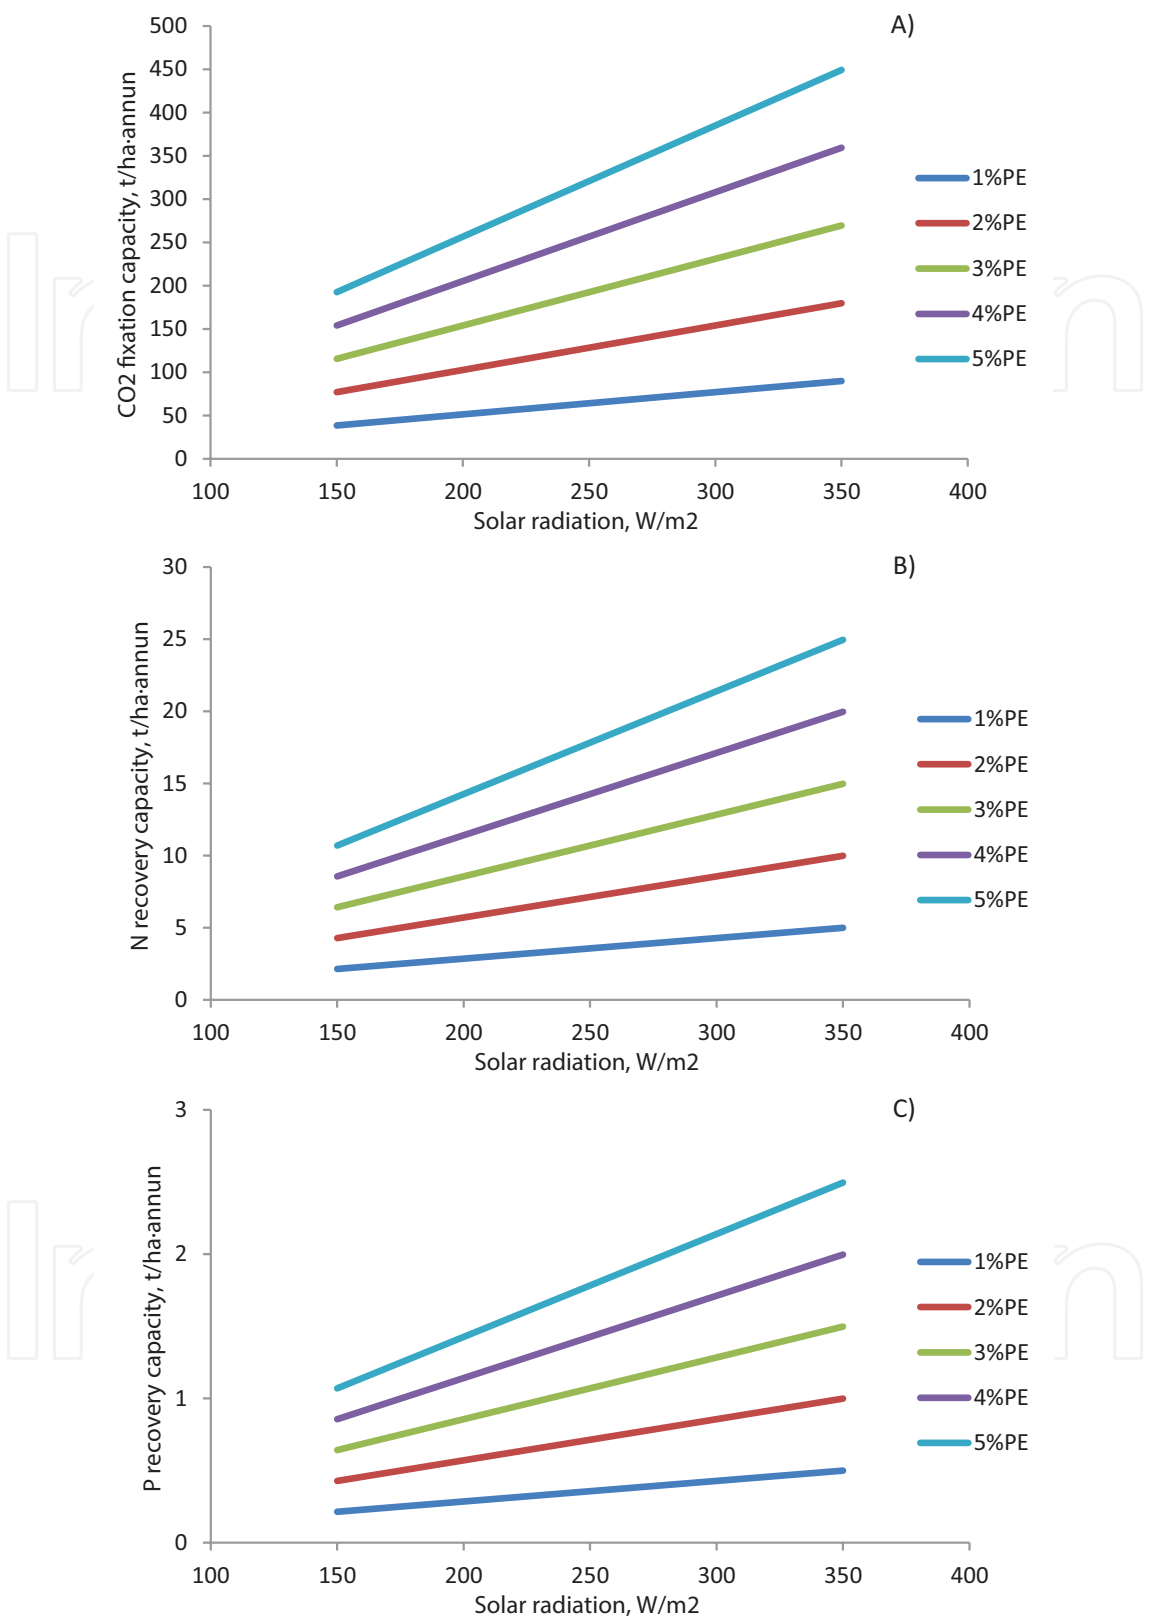 A)
500
450
400
350
300
250
200
150
100
50
0
CO2 fixation capacity, t/ha·annun
100 150 200 250 300 350 400
Solar radiation, W/m2
1%PE
2%PE
3%PE
4%PE
5%PE
B)
30
25
20
15
10
5
0
N recovery capacity, t/ha·annun
100 150 200 250 300 350 400
Solar radiation, W/m2
1%PE
2%PE
3%PE
4%PE
5%PE
C)
3
2
1
0
P recovery capacity, t/ha·annun
100 150 200 250 300 350 400
Solar radiation, W/m2
1%PE
2%PE
3%PE
4%PE
5%PE